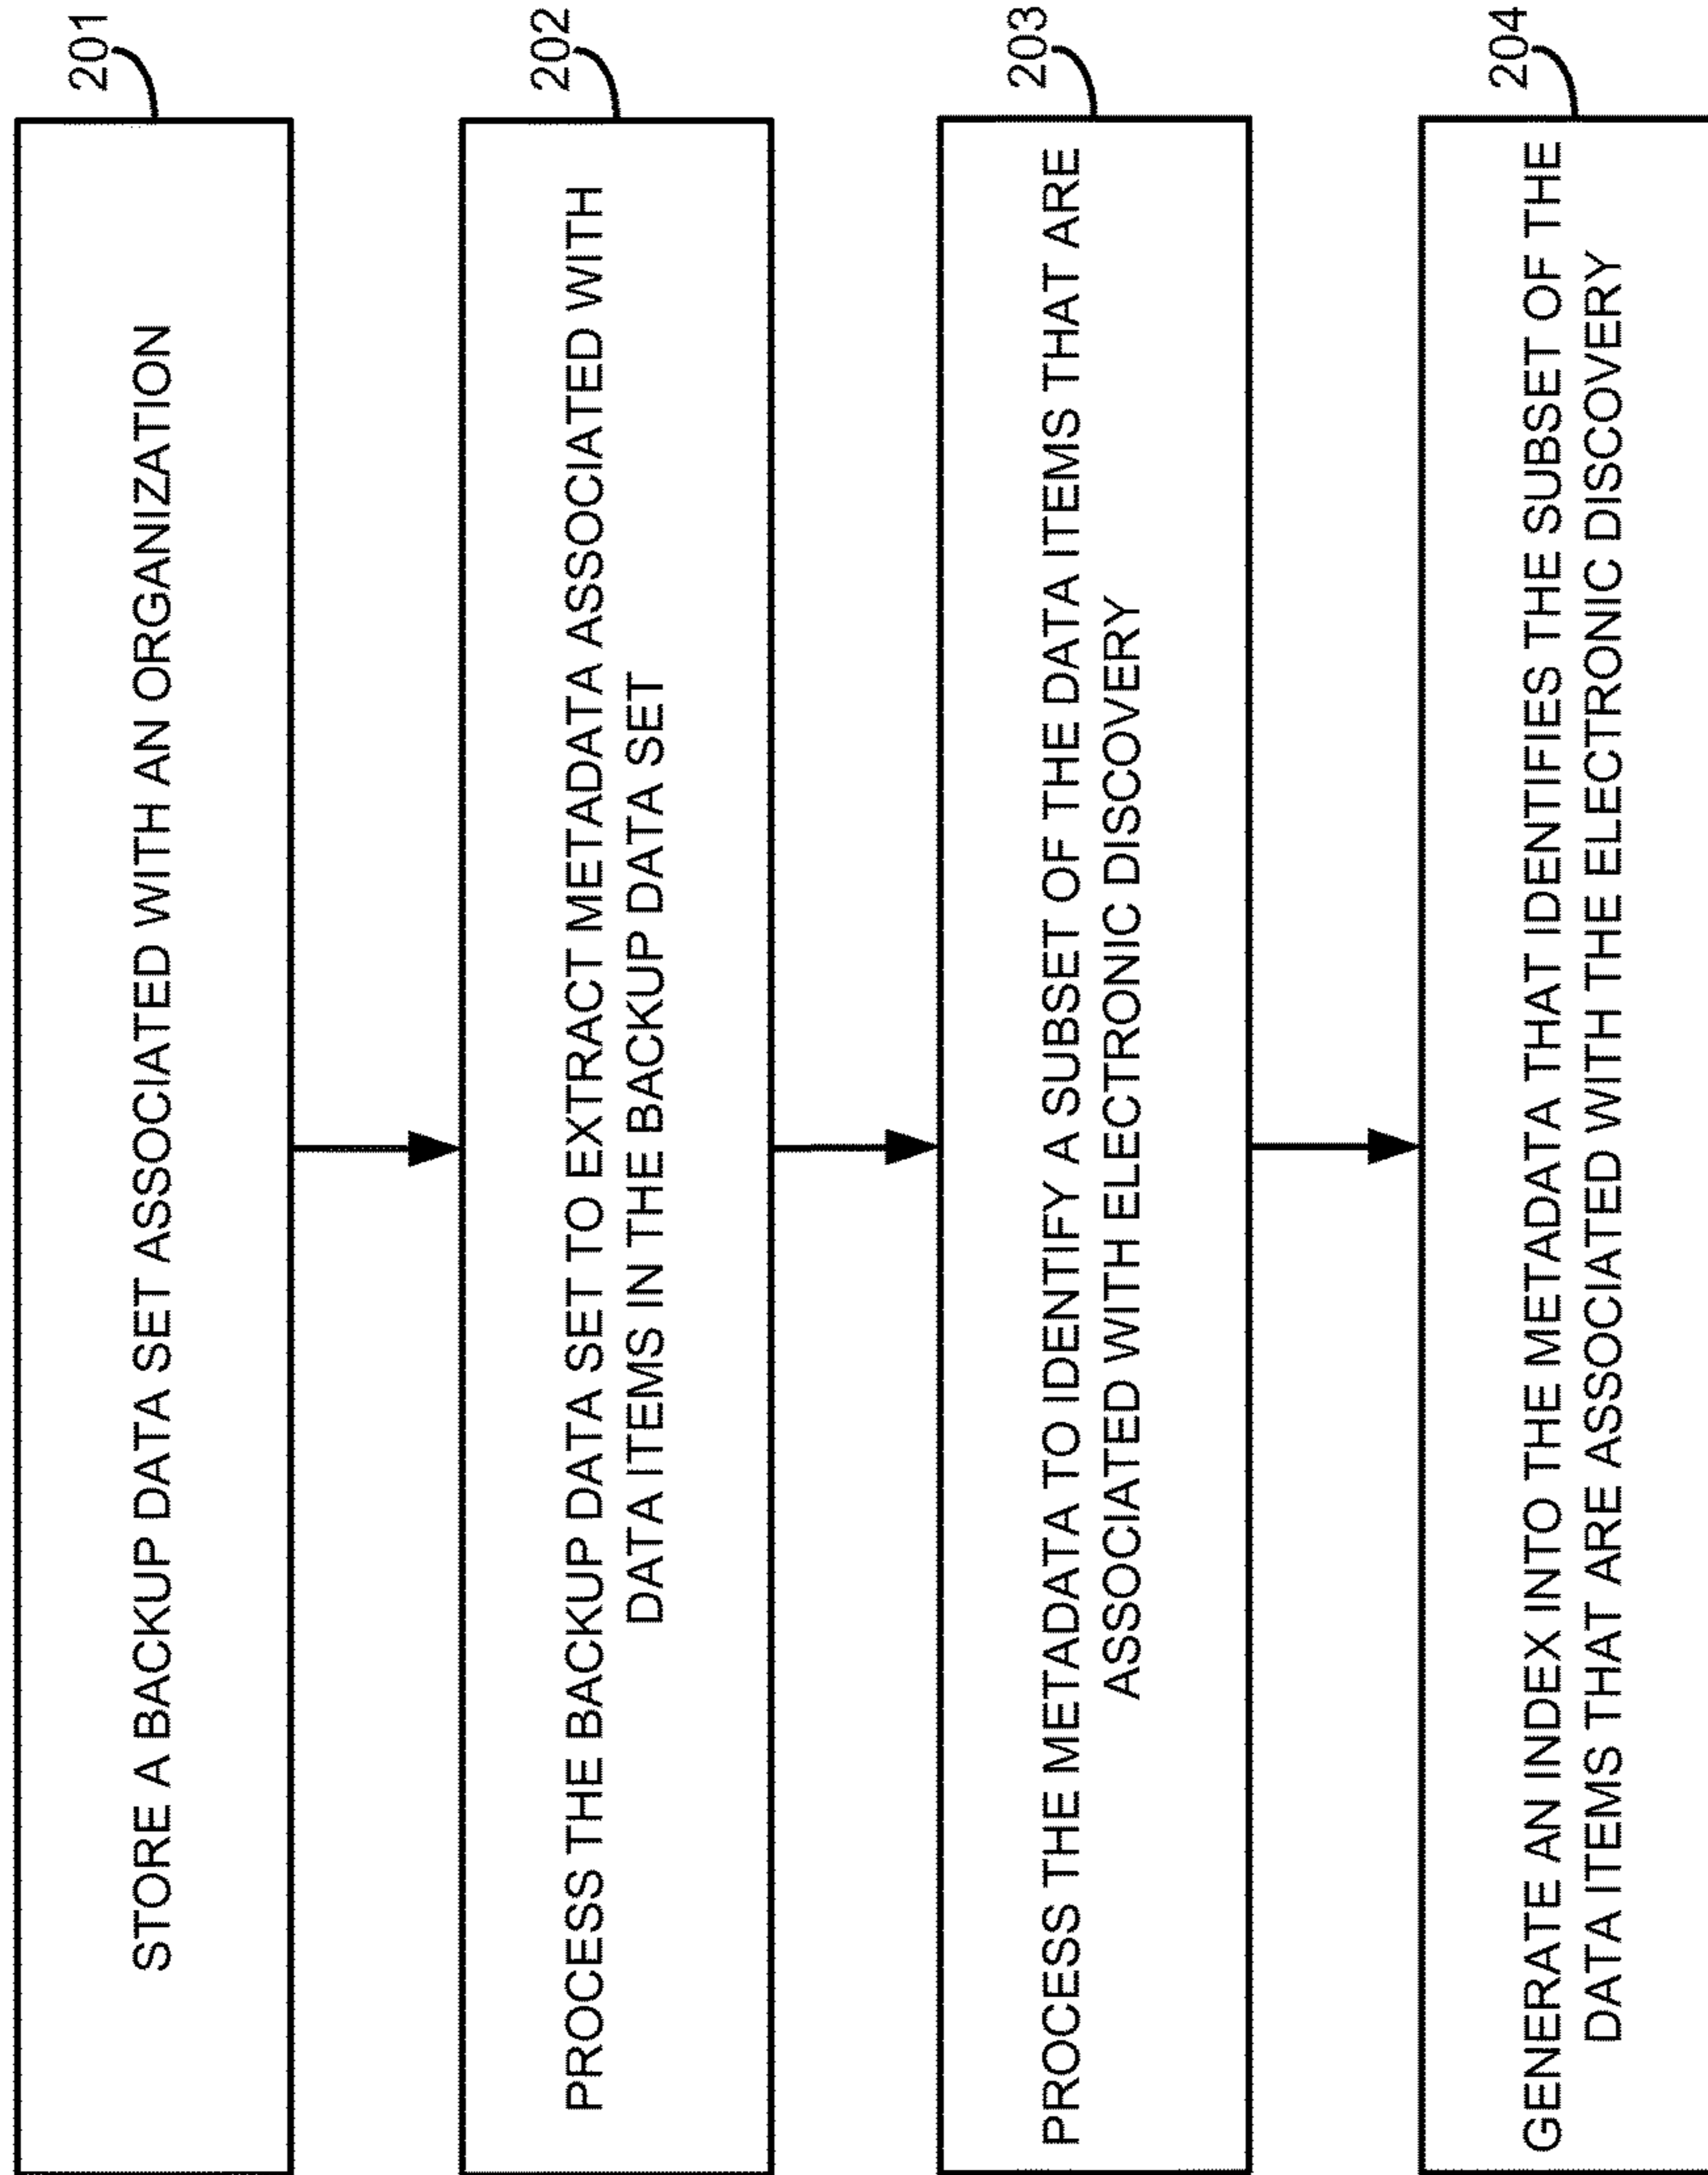 STORE A BACKUP DATA SET ASSOCIATED WITH AN ORGANIZATION
201
PROCESS THE BACKUP DATA SET TO EXTRACT METADATA ASSOCIATED WITH
DATA ITEMS IN THE BACKUP DATA SET
202
PROCESS THE METADATA TO IDENTIFY A SUBSET OF THE DATA ITEMS THAT ARE
ASSOCIATED WITH ELECTRONIC DISCOVERY
203
GENERATE AN INDEX INTO THE METADATA THAT IDENTIFIES THE SUBSET OF THE
DATA ITEMS THAT ARE ASSOCIATED WITH THE ELECTRONIC DISCOVERY
204